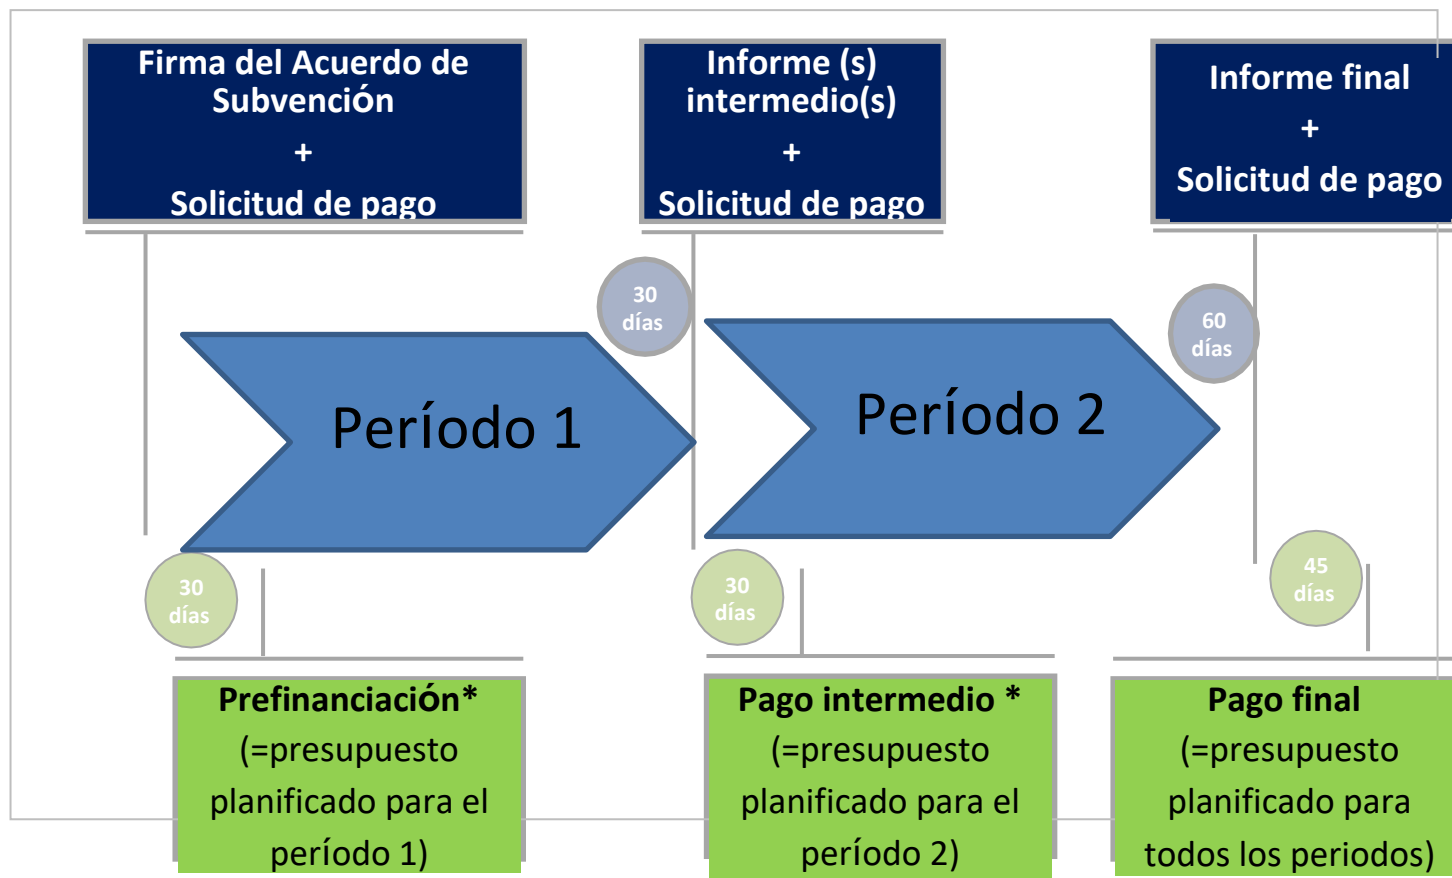 Firma del Acuerdo de
Subvención
+
Solicitud de pago
Informe (s)
intermedio(s)
+
Solicitud de pago
Informe final
+
Solicitud de pago
30
días
60
días
Período 1
Período 2
30
días
30
días
45
días
Prefinanciación*
(=presupuesto
planificado para el
período 1)
Pago intermedio *
(=presupuesto
planificado para el
período 2)
Pago final
(=presupuesto
planificado para
todos los periodos)